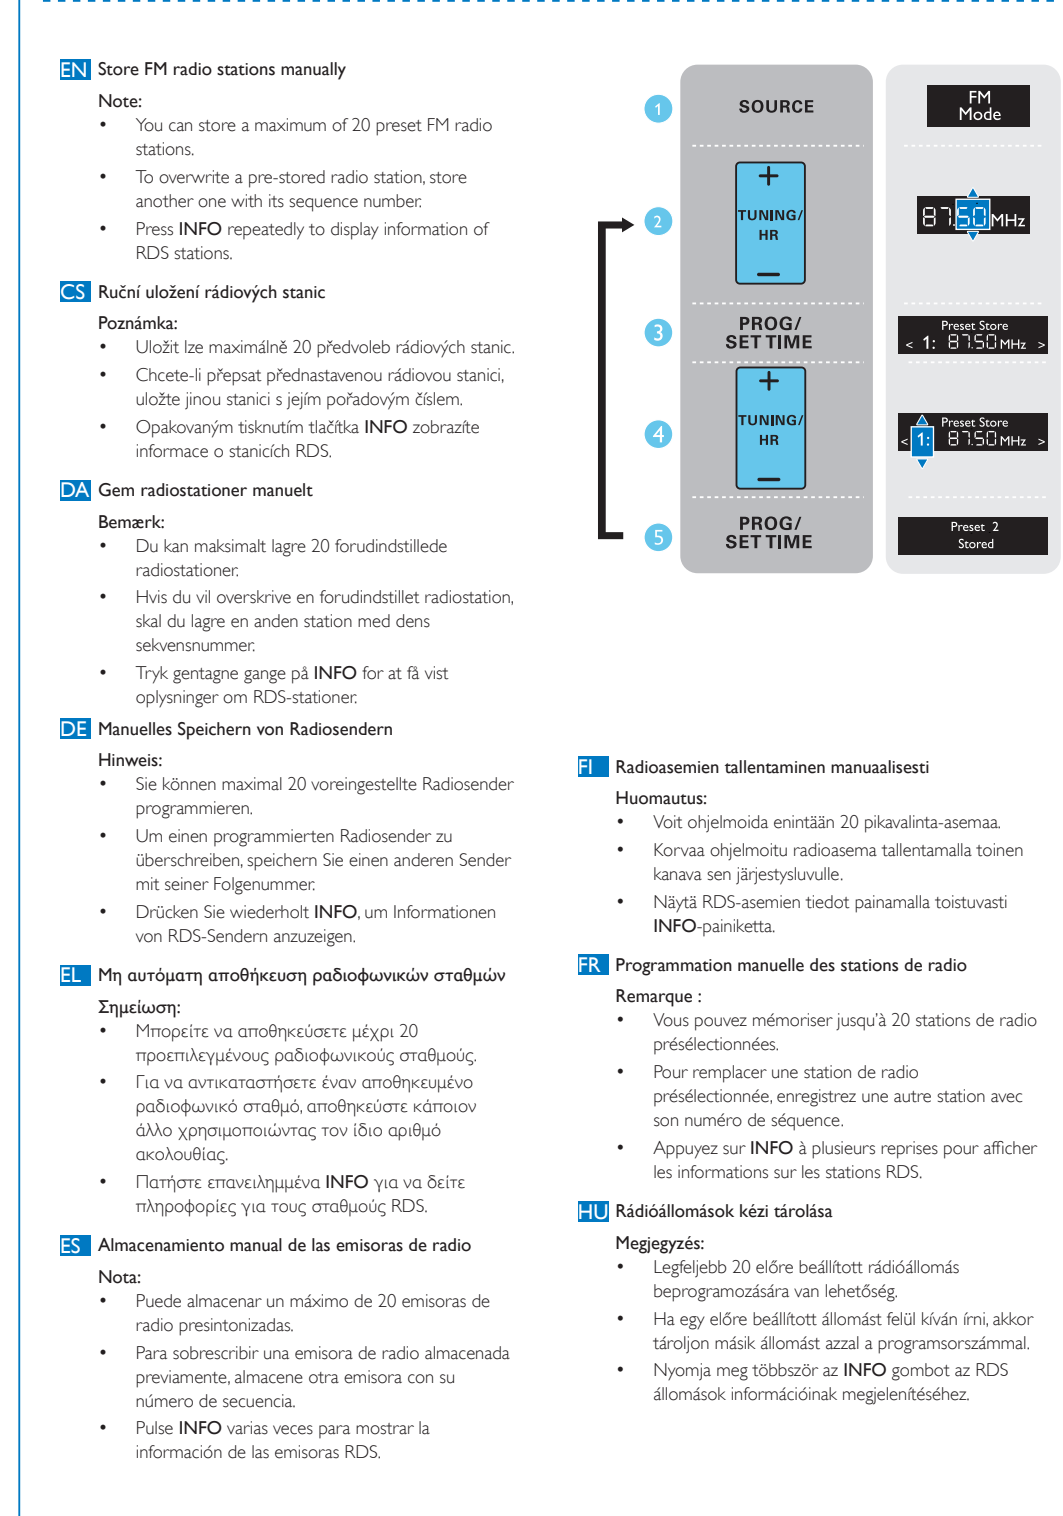 EN Store FM radio stations manually
Note:
• You can store a maximum of 20 preset FM radio
stations.
• To overwrite a pre-stored radio station, store
another one with its sequence number.
• Press INFO repeatedly to display information of
RDS stations.
CS Ruční uložení rádiových stanic
Poznámka:
• Uložit lze maximálně 20 předvoleb rádiových stanic.
• Chcete-li přepsat přednastavenou rádiovou stanici,
uložte jinou stanici s jejím pořadovým číslem.
• Opakovaným tisknutím tlačítka INFO zobrazíte
informace o stanicích RDS.
DA Gem radiostationer manuelt
Bemærk:
• Du kan maksimalt lagre 20 forudindstillede
radiostationer.
• Hvis du vil overskrive en forudindstillet radiostation,
skal du lagre en anden station med dens
sekvensnummer.
• Tryk gentagne gange på INFO for at få vist
oplysninger om RDS-stationer.
DE Manuelles Speichern von Radiosendern
Hinweis:
• Sie können maximal 20 voreingestellte Radiosender
programmieren.
• Um einen programmierten Radiosender zu
überschreiben, speichern Sie einen anderen Sender
mit seiner Folgenummer.
• Drücken Sie wiederholt INFO, um Informationen
von RDS-Sendern anzuzeigen.
EL Μη αυτόματη αποθήκευση ραδιοφωνικών σταθμών
Σημείωση:
• Μπορείτε να αποθηκεύσετε μέχρι 20
προεπιλεγμένους ραδιοφωνικούς σταθμούς.
• Για να αντικαταστήσετε έναν αποθηκευμένο
ραδιοφωνικό σταθμό, αποθηκεύστε κάποιον
άλλο χρησιμοποιώντας τον ίδιο αριθμό
ακολουθίας.
• Πατήστε επανειλημμένα INFO για να δείτε
πληροφορίες για τους σταθμούς RDS.
ES Almacenamiento manual de las emisoras de radio
Nota:
• Puede almacenar un máximo de 20 emisoras de
radio presintonizadas.
• Para sobrescribir una emisora de radio almacenada
previamente, almacene otra emisora con su
número de secuencia.
• Pulse INFO varias veces para mostrar la
información de las emisoras RDS.
1 SOURCE
FM
Mode
2 + TUNING/
HR −
87.50 MHz
3 PROG/
SET TIME
Preset Store
< 1: 87.50 MHz >
4 + TUNING/
HR −
Preset Store
< 1: 87.50 MHz >
5 PROG/
SET TIME
Preset 2
Stored
FI Radioasemien tallentaminen manuaalisesti
Huomautus:
• Voit ohjelmoida enintään 20 pikavalinta-asemaa.
• Korvaa ohjelmoitu radioasema tallentamalla toinen
kanava sen järjestysluvulle.
• Näytä RDS-asemien tiedot painamalla toistuvasti
INFO-painiketta.
FR Programmation manuelle des stations de radio
Remarque :
• Vous pouvez mémoriser jusqu'à 20 stations de radio
présélectionnées.
• Pour remplacer une station de radio
présélectionnée, enregistrez une autre station avec
son numéro de séquence.
• Appuyez sur INFO à plusieurs reprises pour afficher
les informations sur les stations RDS.
HU Rádióállomások kézi tárolása
Megjegyzés:
• Legfeljebb 20 előre beállított rádióállomás
beprogramozására van lehetőség.
• Ha egy előre beállított állomást felül kíván írni, akkor
tároljon másik állomást azzal a programsorszámmal.
• Nyomja meg többször az INFO gombot az RDS
állomások információinak megjelenítéséhez.